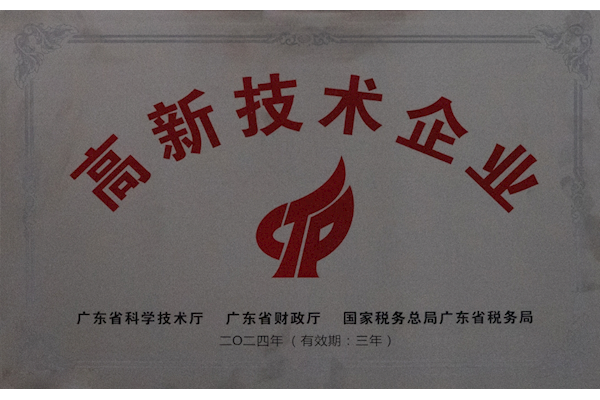 高新技术企业
CTP
广东省科学技术厅 广东省财政厅 国家税务总局广东省税务局
二〇二四年（有效期：三年）